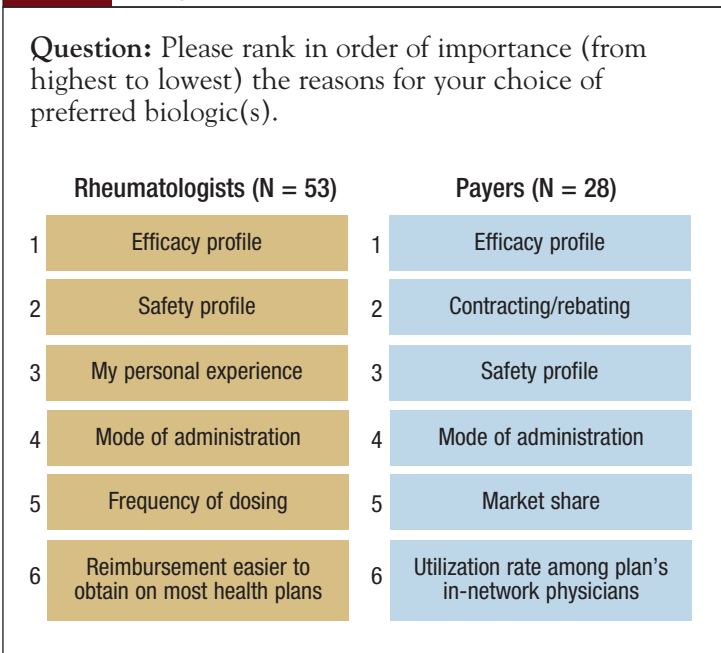 Question: Please rank in order of importance (from
highest to lowest) the reasons for your choice of
preferred biologic(s).
Rheumatologists (N = 53)
1 Efficacy profile
2 Safety profile
3 My personal experience
4 Mode of administration
5 Frequency of dosing
6 Reimbursement easier to
obtain on most health plans
Payers (N = 28)
1 Efficacy profile
2 Contracting/rebating
3 Safety profile
4 Mode of administration
5 Market share
6 Utilization rate among plan’s
in-network physicians